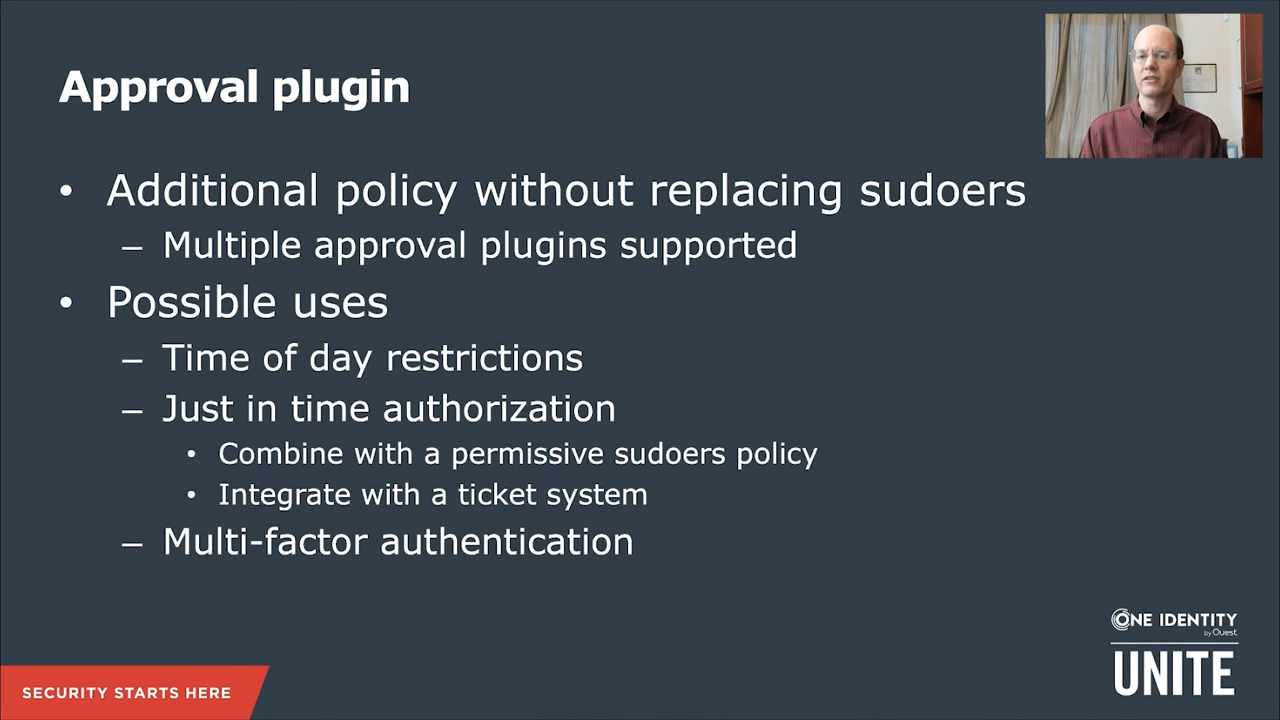 Approval plugin
• Additional policy without replacing sudoers
– Multiple approval plugins supported
• Possible uses
– Time of day restrictions
– Just in time authorization
• Combine with a permissive sudoers policy
• Integrate with a ticket system
– Multi-factor authentication
ONE IDENTITY
by Quest
UNITE
SECURITY STARTS HERE